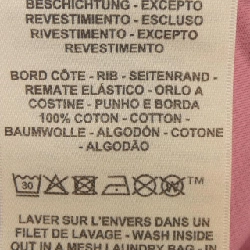 BESCHICHTUNG - EXCEPTO
REVESTIMENTO - ESCLUSO
RIVESTIMENTO - EXCEPTO
REVESTIMENTO
BORD CÔTE - RIB - SEITENRAND -
REMATE ELÁSTICO - ORLO A
COSTINE - PUNHO E BORDA
100% COTON - COTTON -
BAUMWOLLE - ALGODÓN - COTONE
- ALGODÃO
30 TM
LAVER SUR L'ENVERS DANS UN
FILET DE LAVAGE - WASH INSIDE
OUT IN A MESH LAUNDRY BAG - IN